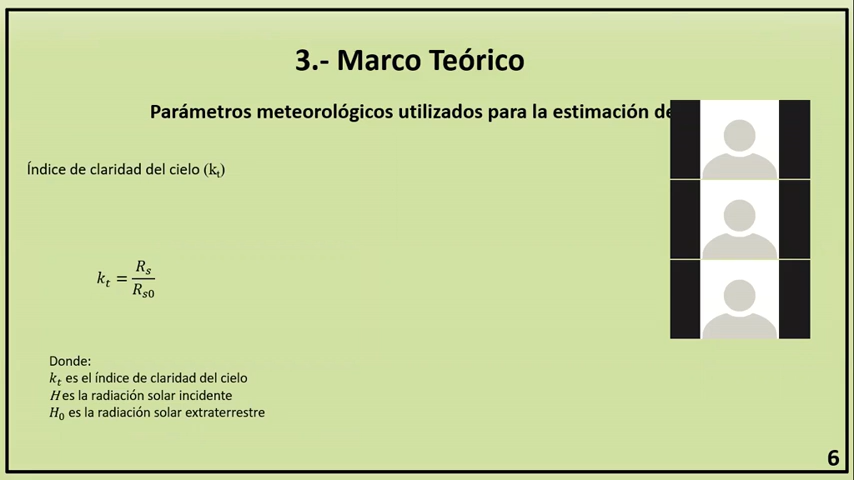 3.- Marco Teórico
Parámetros meteorológicos utilizados para la estimación de
Índice de claridad del cielo (kt)
kt = Rs / Rs0
Donde:
kt es el índice de claridad del cielo
H es la radiación solar incidente
H0 es la radiación solar extraterrestre
6